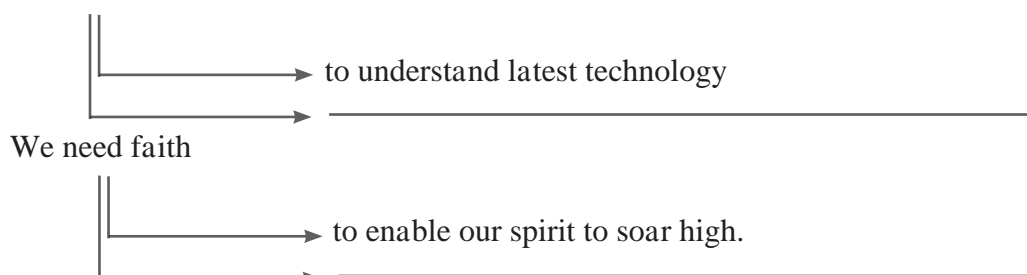 to understand latest technology
We need faith
to enable our spirit to soar high.